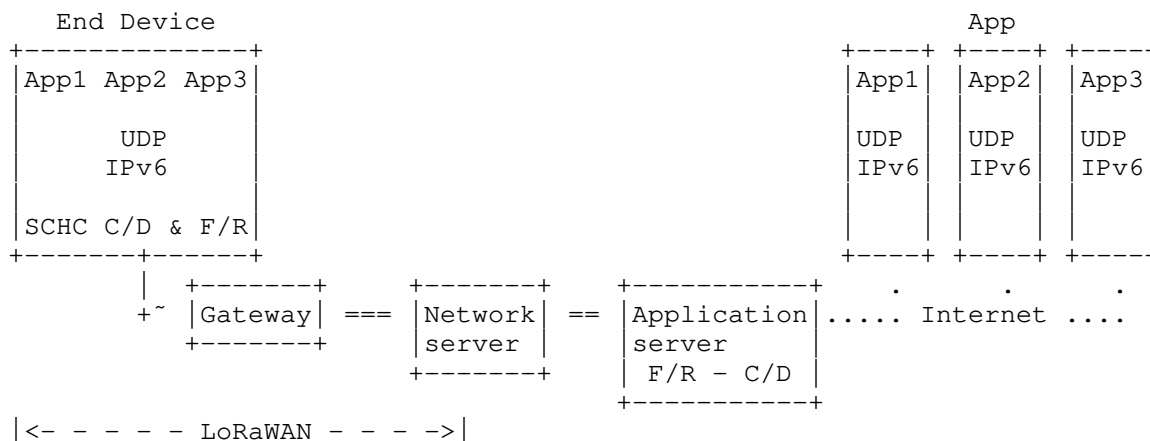 End Device App
App1 App2 App3 App1 App2 App3
UDP UDP UDP UDP
IPv6 IPv6 IPv6 IPv6
SCHC C/D & F/R
+~ Gateway === Network == Application ..... Internet ....
server server
F/R - C/D
|<- - - - - LoRaWAN - - - ->|